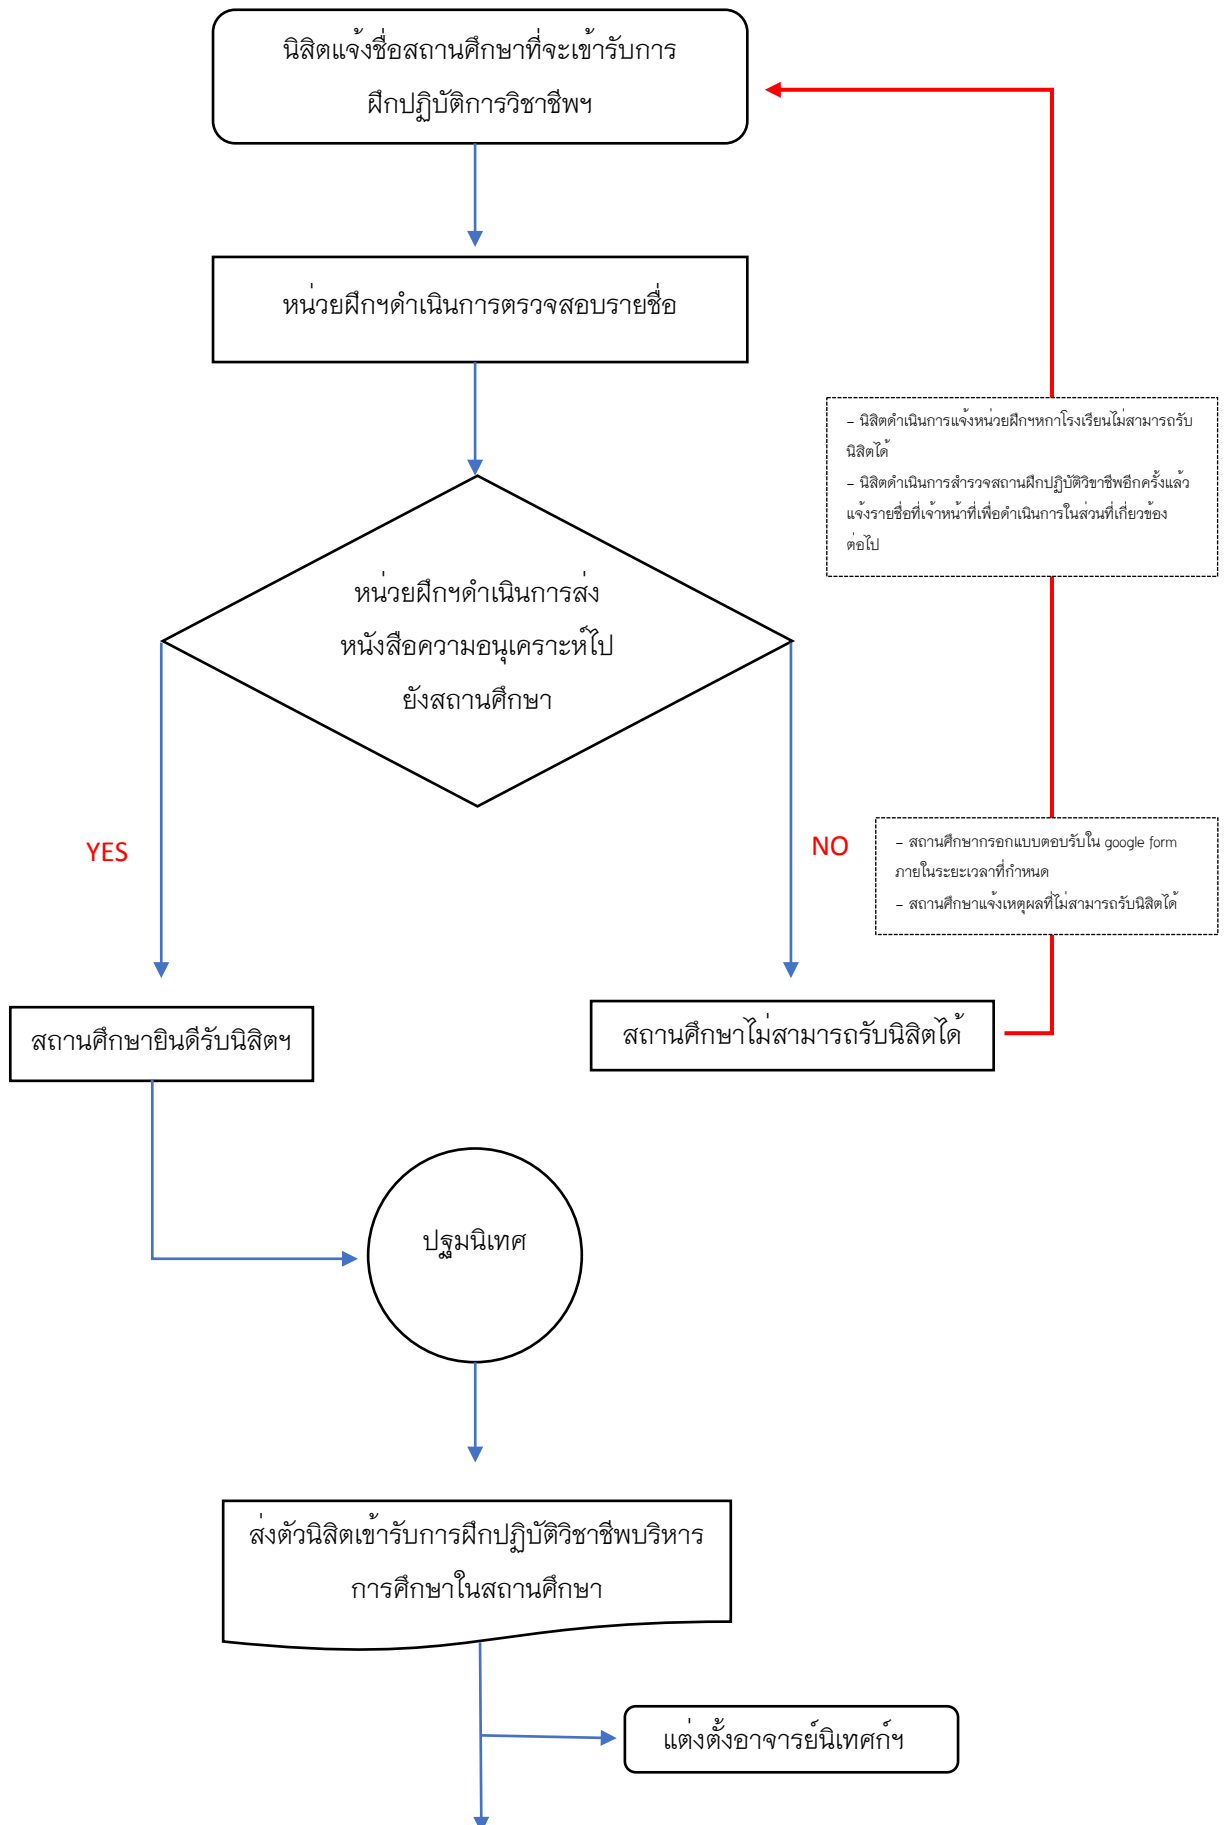 นิสิตแจ้งชื่อสถานศึกษาที่จะเข้ารับการ
ฝึกปฏิบัติการวิชาชีพฯ
หน่วยฝึกฯดำเนินการตรวจสอบรายชื่อ
– นิสิตดำเนินการแจ้งหน่วยฝึกฯหกาโรงเรียนไม่สามารถรับ
นิสิตได้
– นิสิตดำเนินการสำรวจสถานฝึกปฏิบัติวิขาชีพอีกครั้งแล้ว
แจ้งรายชื่อที่เจ้าหน้าที่เพื่อดำเนินการในส่วนที่เกี่ยวข้อง
ต่อไป
หน่วยฝึกฯดำเนินการส่ง
หนังสือความอนุเคราะห์ไป
ยังสถานศึกษา
YES
NO
– สถานศึกษากรอกแบบตอบรับใน google form
ภายในระยะเวลาที่กำหนด
– สถานศึกษาแจ้งเหตุผลที่ไม่สามารถรับนิสิตได้
สถานศึกษายินดีรับนิสิตฯ
สถานศึกษาไม่สามารถรับนิสิตได้
ปฐมนิเทศ
ส่งตัวนิสิตเข้ารับการฝึกปฏิบัติวิชาชีพบริหาร
การศึกษาในสถานศึกษา
แต่งตั้งอาจารย์นิเทศก์ฯ